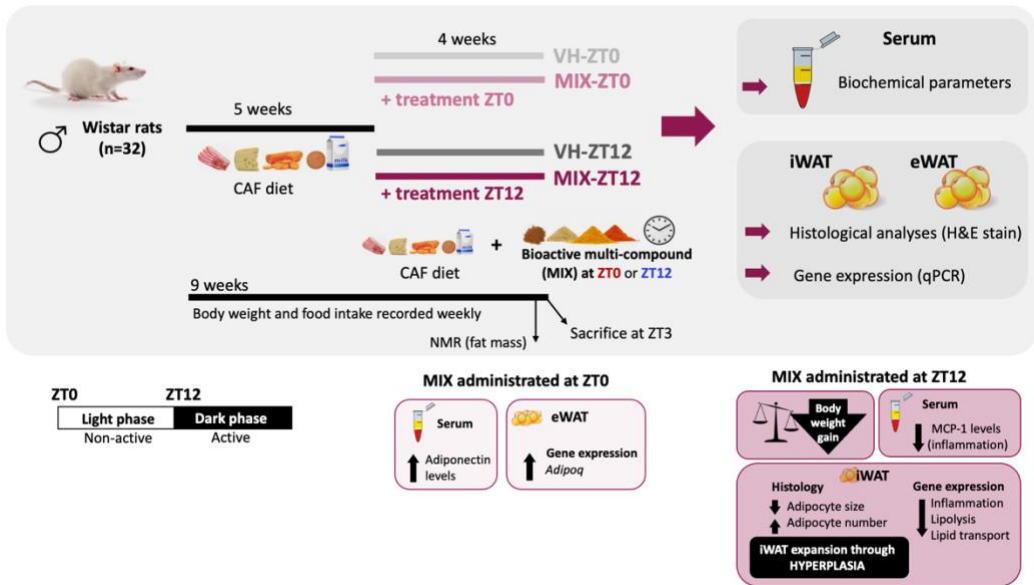 4 weeks
VH-ZT0
MIX-ZT0
+ treatment ZT0
5 weeks
Wistar rats
(n=32)
CAF diet
milk
VH-ZT12
MIX-ZT12
+ treatment ZT12
CAF diet
+
Bioactive multi-compound
(MIX) at ZT0 or ZT12
9 weeks
Body weight and food intake recorded weekly
NMR (fat mass)
Sacrifice at ZT3
Serum
Biochemical parameters
iWAT
eWAT
Histological analyses (H&E stain)
Gene expression (qPCR)
ZT0
ZT12
Light phase
Dark phase
Non-active
Active
MIX administrated at ZT0
Serum
Adiponectin
levels
eWAT
Gene expression
Adipoq
MIX administrated at ZT12
Body
weight
gain
Serum
MCP-1 levels
(inflammation)
iWAT
Histology
Adipocyte size
Adipocyte number
Gene expression
Inflammation
Lipolysis
Lipid transport
iWAT expansion through
HYPERPLASIA